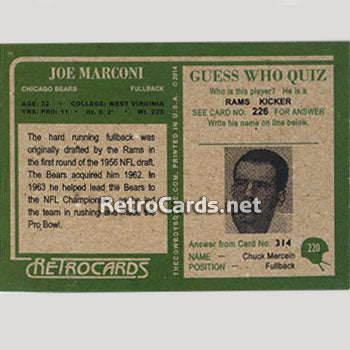 JOE MARCONI
CHICAGO BEARS FULLBACK
AGE: 32 • COLLEGE: WEST VIRGINIA
YRS. PRO: 11 • Ht. 6' 2" • Wt. 225
The hard running fullback was
originally drafted by the Rams in
the first round of the 1956 NFL draft.
The Bears acquired him 1962. In
1963 he helped lead the Bears to
the NFL Championship
the team in rushing
Pro Bowl.
RETROCARDS
PRINTED IN U.S.A. © 2014
GUESS WHO QUIZ
Who is this player? He is a
RAMS KICKER
SEE CARD NO. 226 FOR ANSWER
Write his name on line below.
RetroCards.net
Answer from Card No. 314
NAME — Chuck Mercein
POSITION — Fullback
220